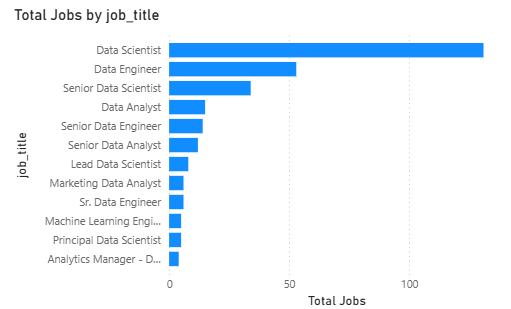 Total Jobs by job_title
Data Scientist
Data Engineer
Senior Data Scientist
Data Analyst
Senior Data Engineer
Senior Data Analyst
Lead Data Scientist
Marketing Data Analyst
Sr. Data Engineer
Machine Learning Engi...
Principal Data Scientist
Analytics Manager - D...
job_title
0 50 100
Total Jobs